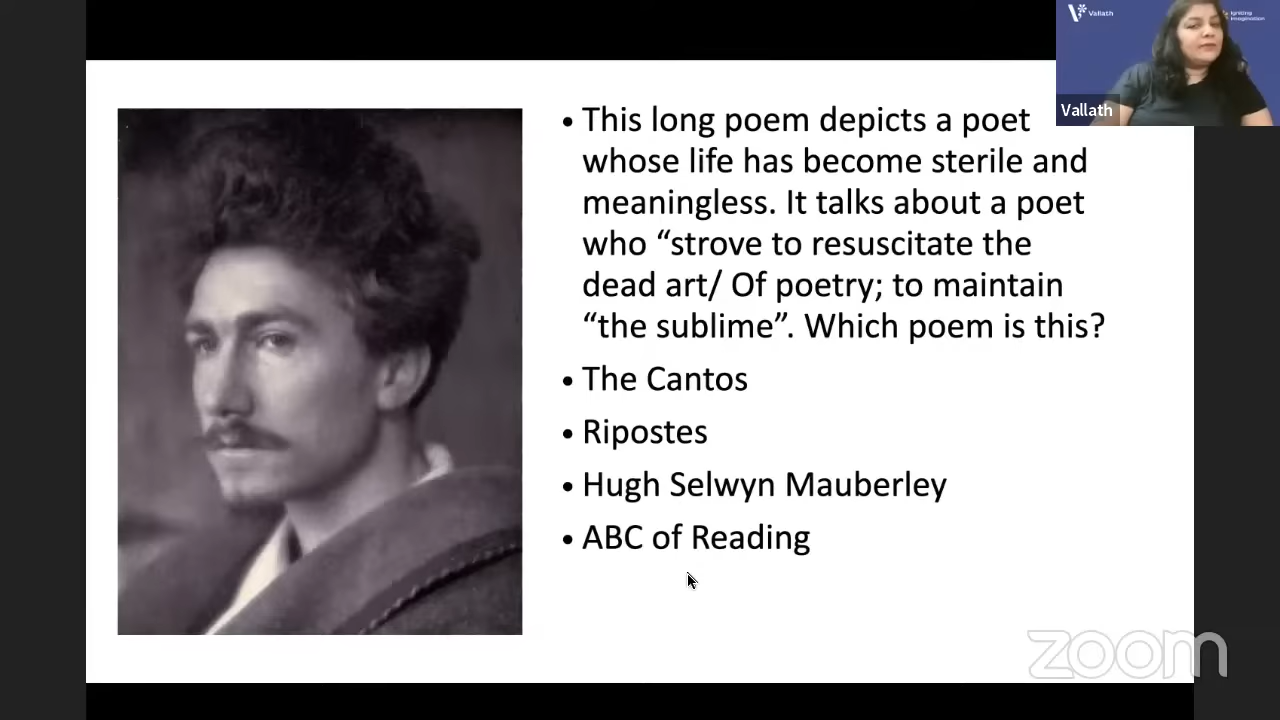 Vallath
Igniting
Imagination
Vallath
• This long poem depicts a poet
whose life has become sterile and
meaningless. It talks about a poet
who “strove to resuscitate the
dead art/ Of poetry; to maintain
“the sublime”. Which poem is this?
• The Cantos
• Ripostes
• Hugh Selwyn Mauberley
• ABC of Reading
zoom